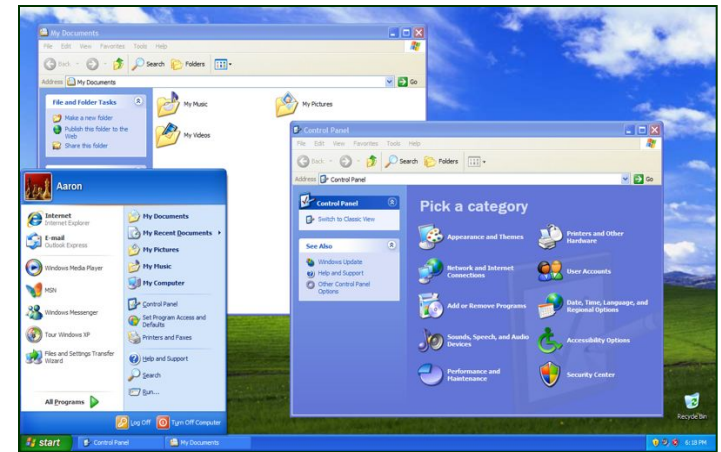 My Documents
File Edit View Favorites Tools Help
Back Search Folders
Address My Documents Go
File and Folder Tasks
Make a new folder
Publish this folder to the
Web
Share this folder
My Music
My Pictures
My Videos
Control Panel
File Edit View Favorites Tools Help
Back Search Folders
Address Control Panel Go
Control Panel
Switch to Classic View
See Also
Windows Update
Help and Support
Other Control Panel
Options
Pick a category
Appearance and Themes
Printers and Other
Hardware
Network and Internet
Connections
User Accounts
Add or Remove Programs
Date, Time, Language, and
Regional Options
Sounds, Speech, and Audio
Devices
Accessibility Options
Performance and
Maintenance
Security Center
Aaron
Internet
Internet Explorer
E-mail
Outlook Express
Windows Media Player
MSN
Windows Messenger
Tour Windows XP
Files and Settings Transfer
Wizard
All Programs
My Documents
My Recent Documents
My Pictures
My Music
My Computer
Control Panel
Set Program Access and
Defaults
Printers and Faxes
Help and Support
Search
Run...
Log Off Turn Off Computer
Recycle Bin
start Control Panel My Documents 6:18 PM